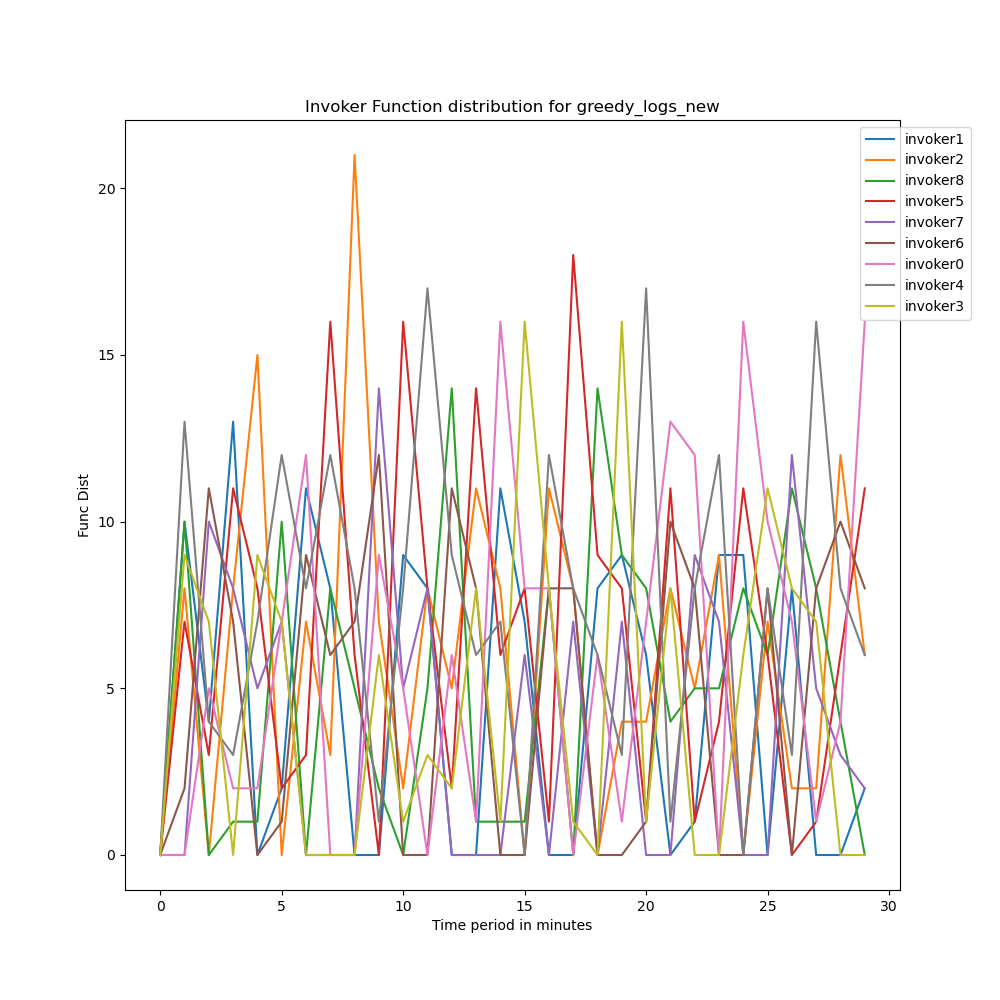 Invoker Function distribution for greedy_logs_new
invoker1
invoker2
invoker8
invoker5
invoker7
invoker6
invoker0
invoker4
invoker3
Func Dist
20
15
10
5
0
0 5 10 15 20 25 30
Time period in minutes